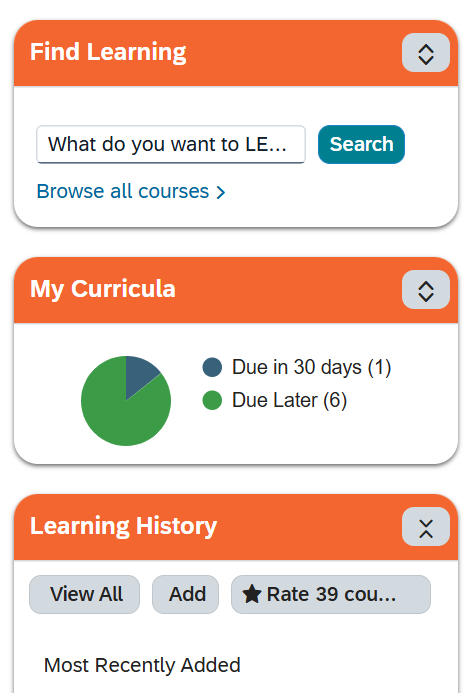 Find Learning
What do you want to LE...
Search
Browse all courses
My Curricula
Due in 30 days (1)
Due Later (6)
Learning History
View All
Add
Rate 39 cou...
Most Recently Added